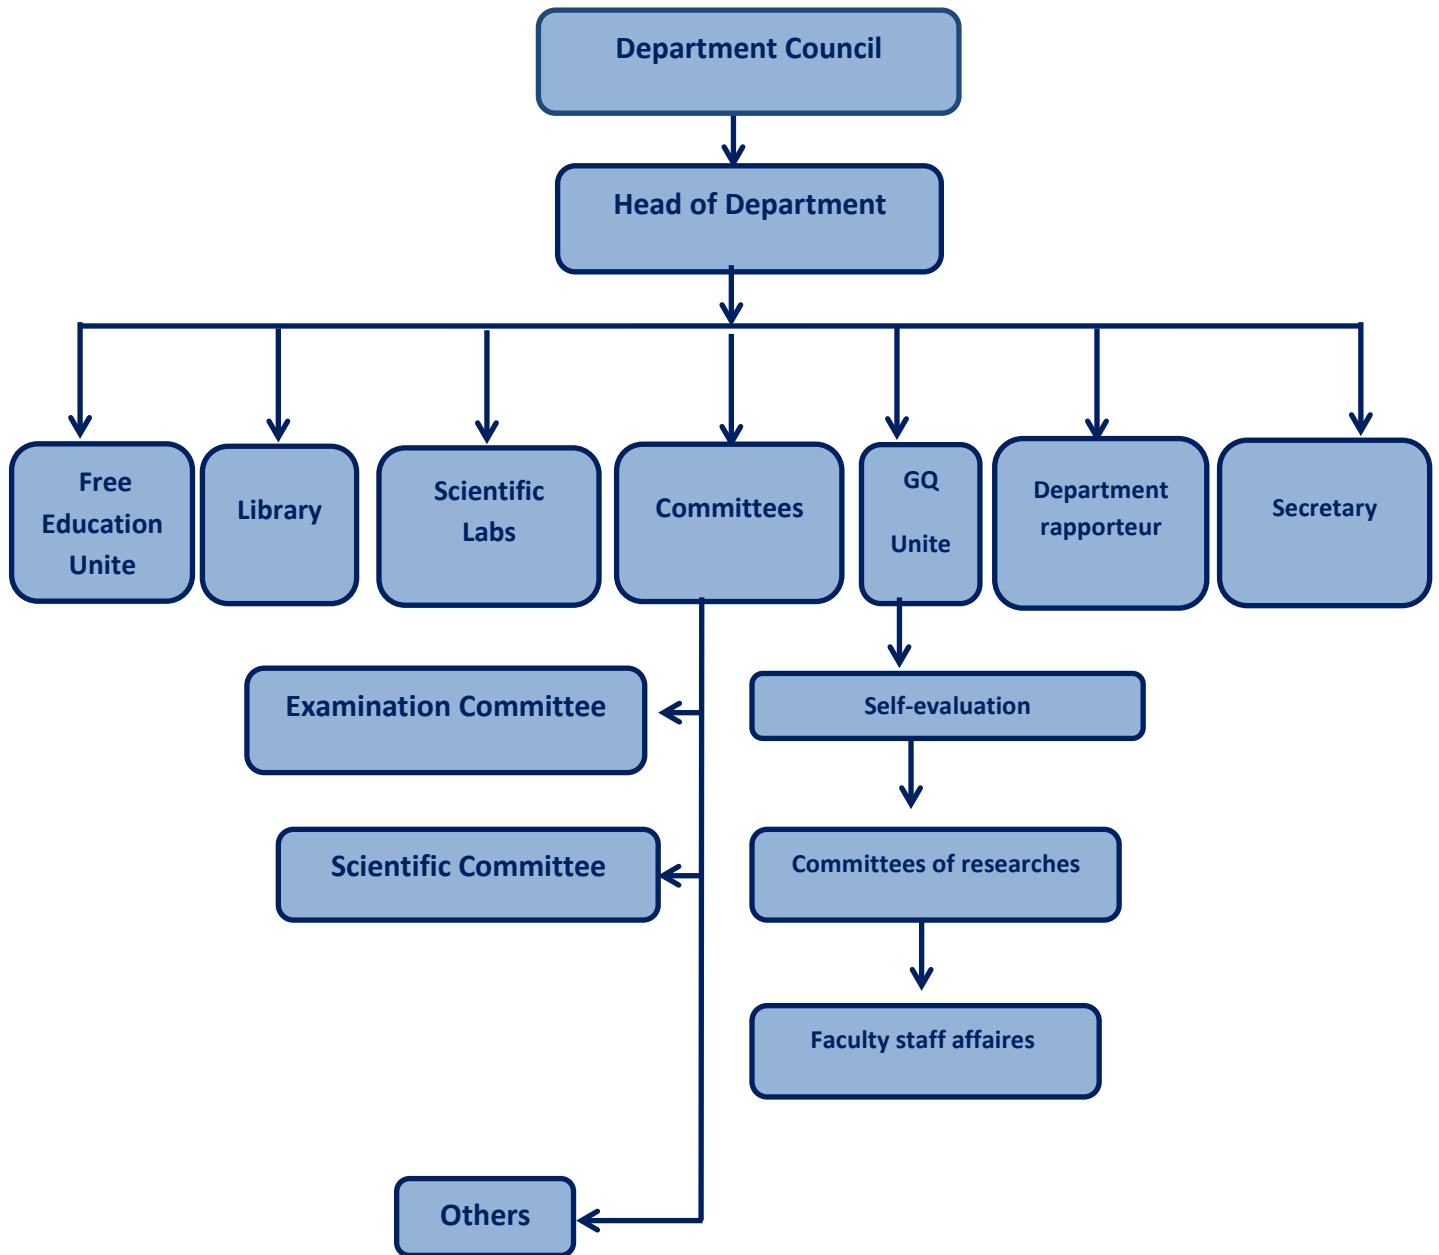 Department Council
Head of Department
Free
Education
Unite
Library
Scientific
Labs
Committees
GQ
Unite
Department
rapporteur
Secretary
Examination Committee
Self-evaluation
Scientific Committee
Committees of researches
Faculty staff affaires
Others